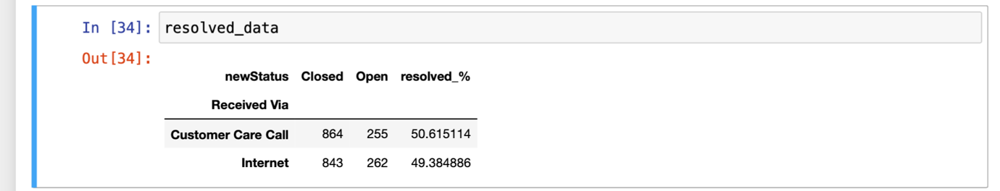 In [34]: resolved_data
Out[34]:
newStatus Closed Open resolved_%
Received Via
Customer Care Call 864 255 50.615114
Internet 843 262 49.384886